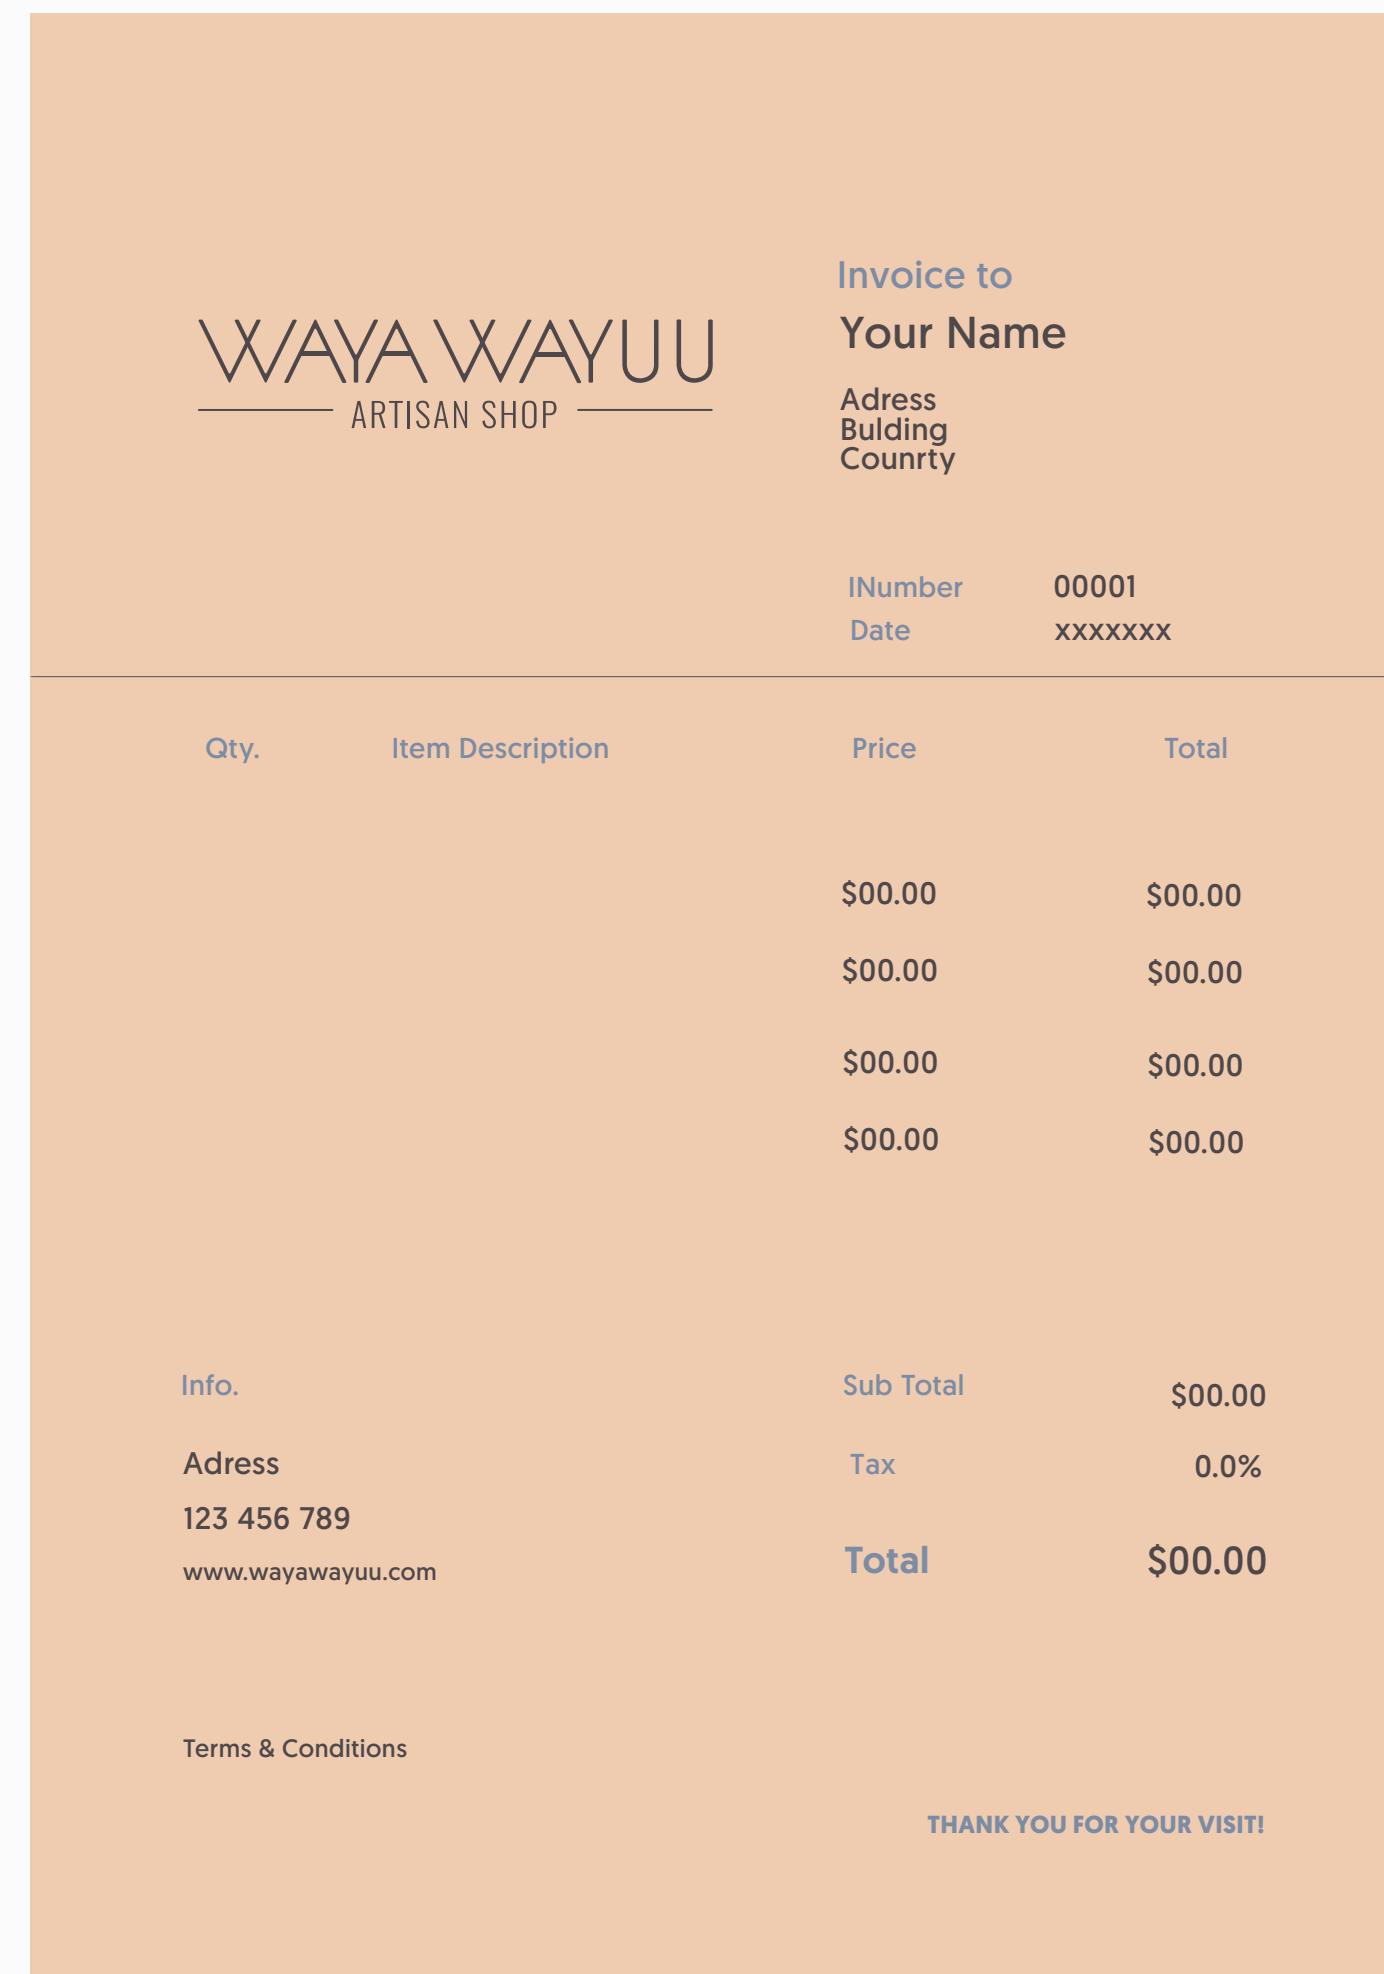 WAYA WAYUU
ARTISAN SHOP
Invoice to
Your Name
Adress
Bulding
Counrty
INumber 00001
Date xxxxxxx
Qty. Item Description Price Total
$00.00 $00.00
$00.00 $00.00
$00.00 $00.00
$00.00 $00.00
Info.
Adress
123 456 789
www.wayawayuu.com
Sub Total $00.00
Tax 0.0%
Total $00.00
Terms & Conditions
THANK YOU FOR YOUR VISIT!